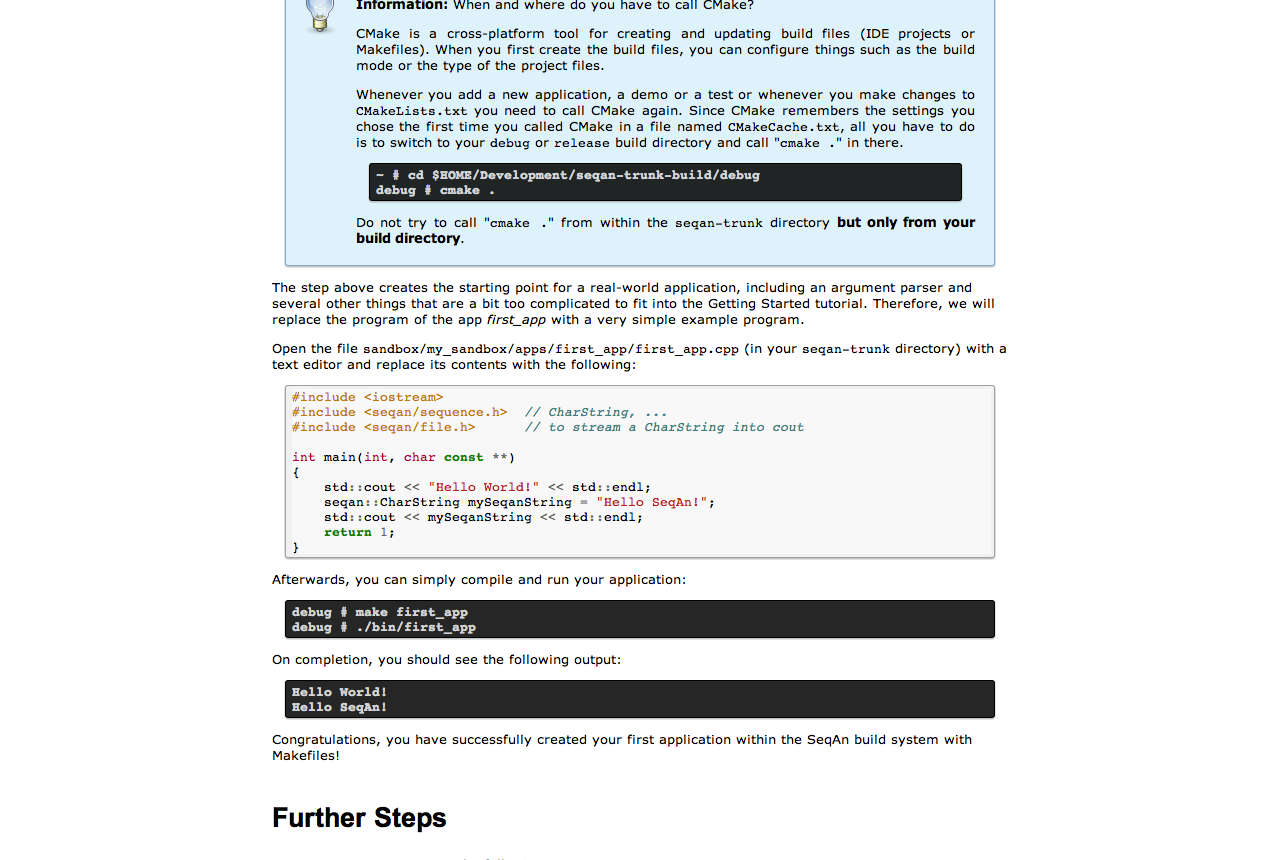 Information: When and where do you have to call CMake?
CMake is a cross-platform tool for creating and updating build files (IDE projects or
Makefiles). When you first create the build files, you can configure things such as the build
mode or the type of the project files.
Whenever you add a new application, a demo or a test or whenever you make changes to
CMakeLists.txt you need to call CMake again. Since CMake remembers the settings you
chose the first time you called CMake in a file named CMakeCache.txt, all you have to do
is to switch to your debug or release build directory and call "cmake ." in there.
~ # cd $HOME/Development/seqan-trunk-build/debug
debug # cmake .
Do not try to call "cmake ." from within the seqan-trunk directory but only from your
build directory.
The step above creates the starting point for a real-world application, including an argument parser and
several other things that are a bit too complicated to fit into the Getting Started tutorial. Therefore, we will
replace the program of the app first_app with a very simple example program.
Open the file sandbox/my_sandbox/apps/first_app/first_app.cpp (in your seqan-trunk directory) with a
text editor and replace its contents with the following:
#include <iostream>
#include <seqan/sequence.h>  // CharString, ...
#include <seqan/file.h>      // to stream a CharString into cout
int main(int, char const **)
{
    std::cout << "Hello World!" << std::endl;
    seqan::CharString mySeqanString = "Hello SeqAn!";
    std::cout << mySeqanString << std::endl;
    return 1;
}
Afterwards, you can simply compile and run your application:
debug # make first_app
debug # ./bin/first_app
On completion, you should see the following output:
Hello World!
Hello SeqAn!
Congratulations, you have successfully created your first application within the SeqAn build system with
Makefiles!
Further Steps